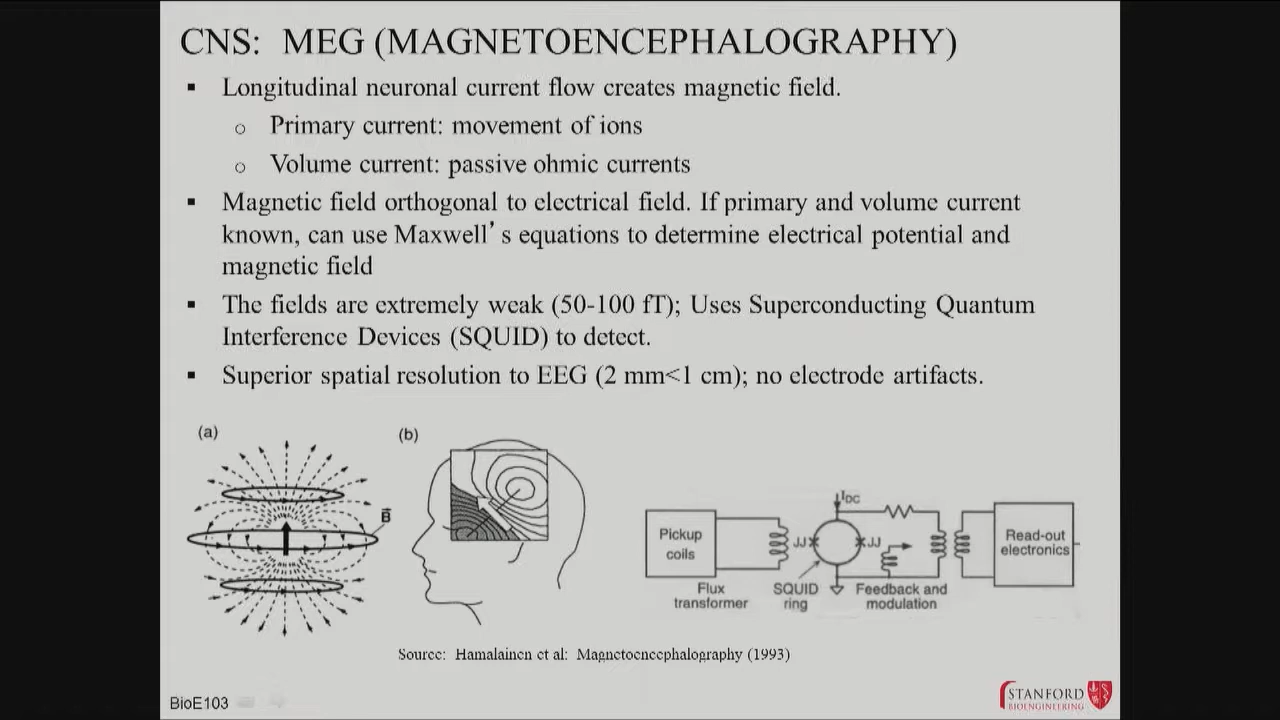 CNS: MEG (MAGNETOENCEPHALOGRAPHY)
▪ Longitudinal neuronal current flow creates magnetic field.
o Primary current: movement of ions
o Volume current: passive ohmic currents
▪ Magnetic field orthogonal to electrical field. If primary and volume current
known, can use Maxwell's equations to determine electrical potential and
magnetic field
▪ The fields are extremely weak (50-100 fT); Uses Superconducting Quantum
Interference Devices (SQUID) to detect.
▪ Superior spatial resolution to EEG (2 mm<1 cm); no electrode artifacts.
(a)
B
(b)
Pickup
coils
Flux
transformer
JJ
SQUID
ring
IDC
JJ
Feedback and
modulation
Read-out
electronics
Source: Hamalainen et al: Magnetoencephalography (1993)
BioE103
STANFORD
BIOENGINEERING